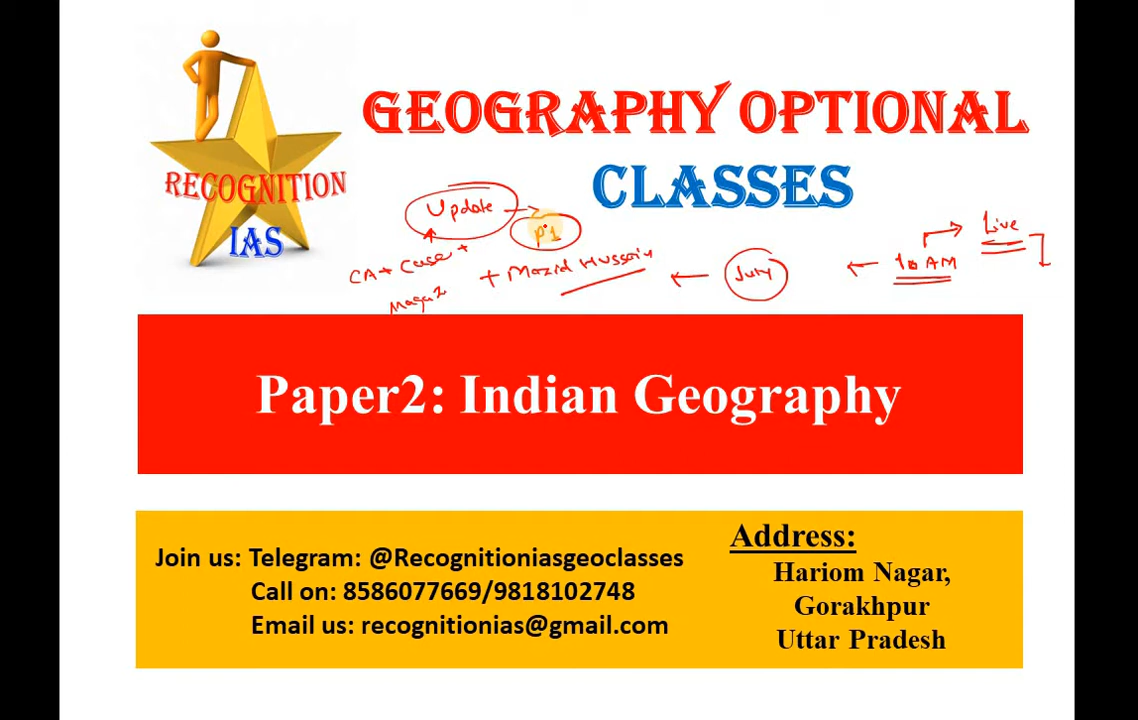 GEOGRAPHY OPTIONAL
CLASSES
RECOGNITION
IAS
Update
P1
Live
CA + Case +
+ Mazid Hussain
July
10 AM
Paper2: Indian Geography
Join us: Telegram: @Recognitioniasgeoclasses
Call on: 8586077669/9818102748
Email us: recognitionias@gmail.com
Address:
Hariom Nagar,
Gorakhpur
Uttar Pradesh